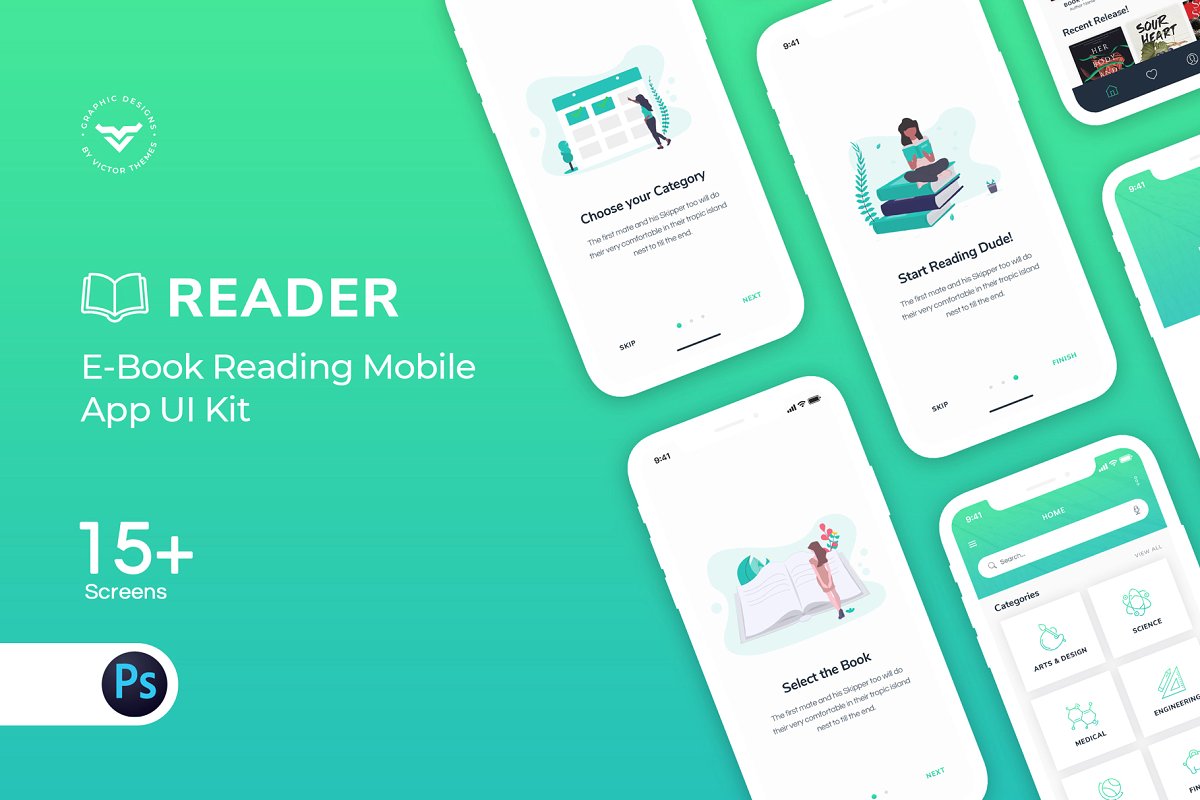 GRAPHIC DESIGNS
BY VICTOR THEMES
READER
E-Book Reading Mobile
App UI Kit
15+
Screens
Ps
Choose your Category
The first mate and his Skipper too will do
their very comfortable in their tropic island
nest to till the end.
NEXT
SKIP
9:41
Start Reading Dude!
The first mate and his Skipper too will do
their very comfortable in their tropic island
nest to till the end.
FINISH
SKIP
Recent Release!
HER
BODY
AND
SOUR
HEART
9:41
9:41
Select the Book
The first mate and his Skipper too will do
their very comfortable in their tropic island
nest to till the end.
NEXT
9:41
HOME
Search...
Categories
VIEW ALL
ARTS & DESIGN
SCIENCE
MEDICAL
ENGINEERING